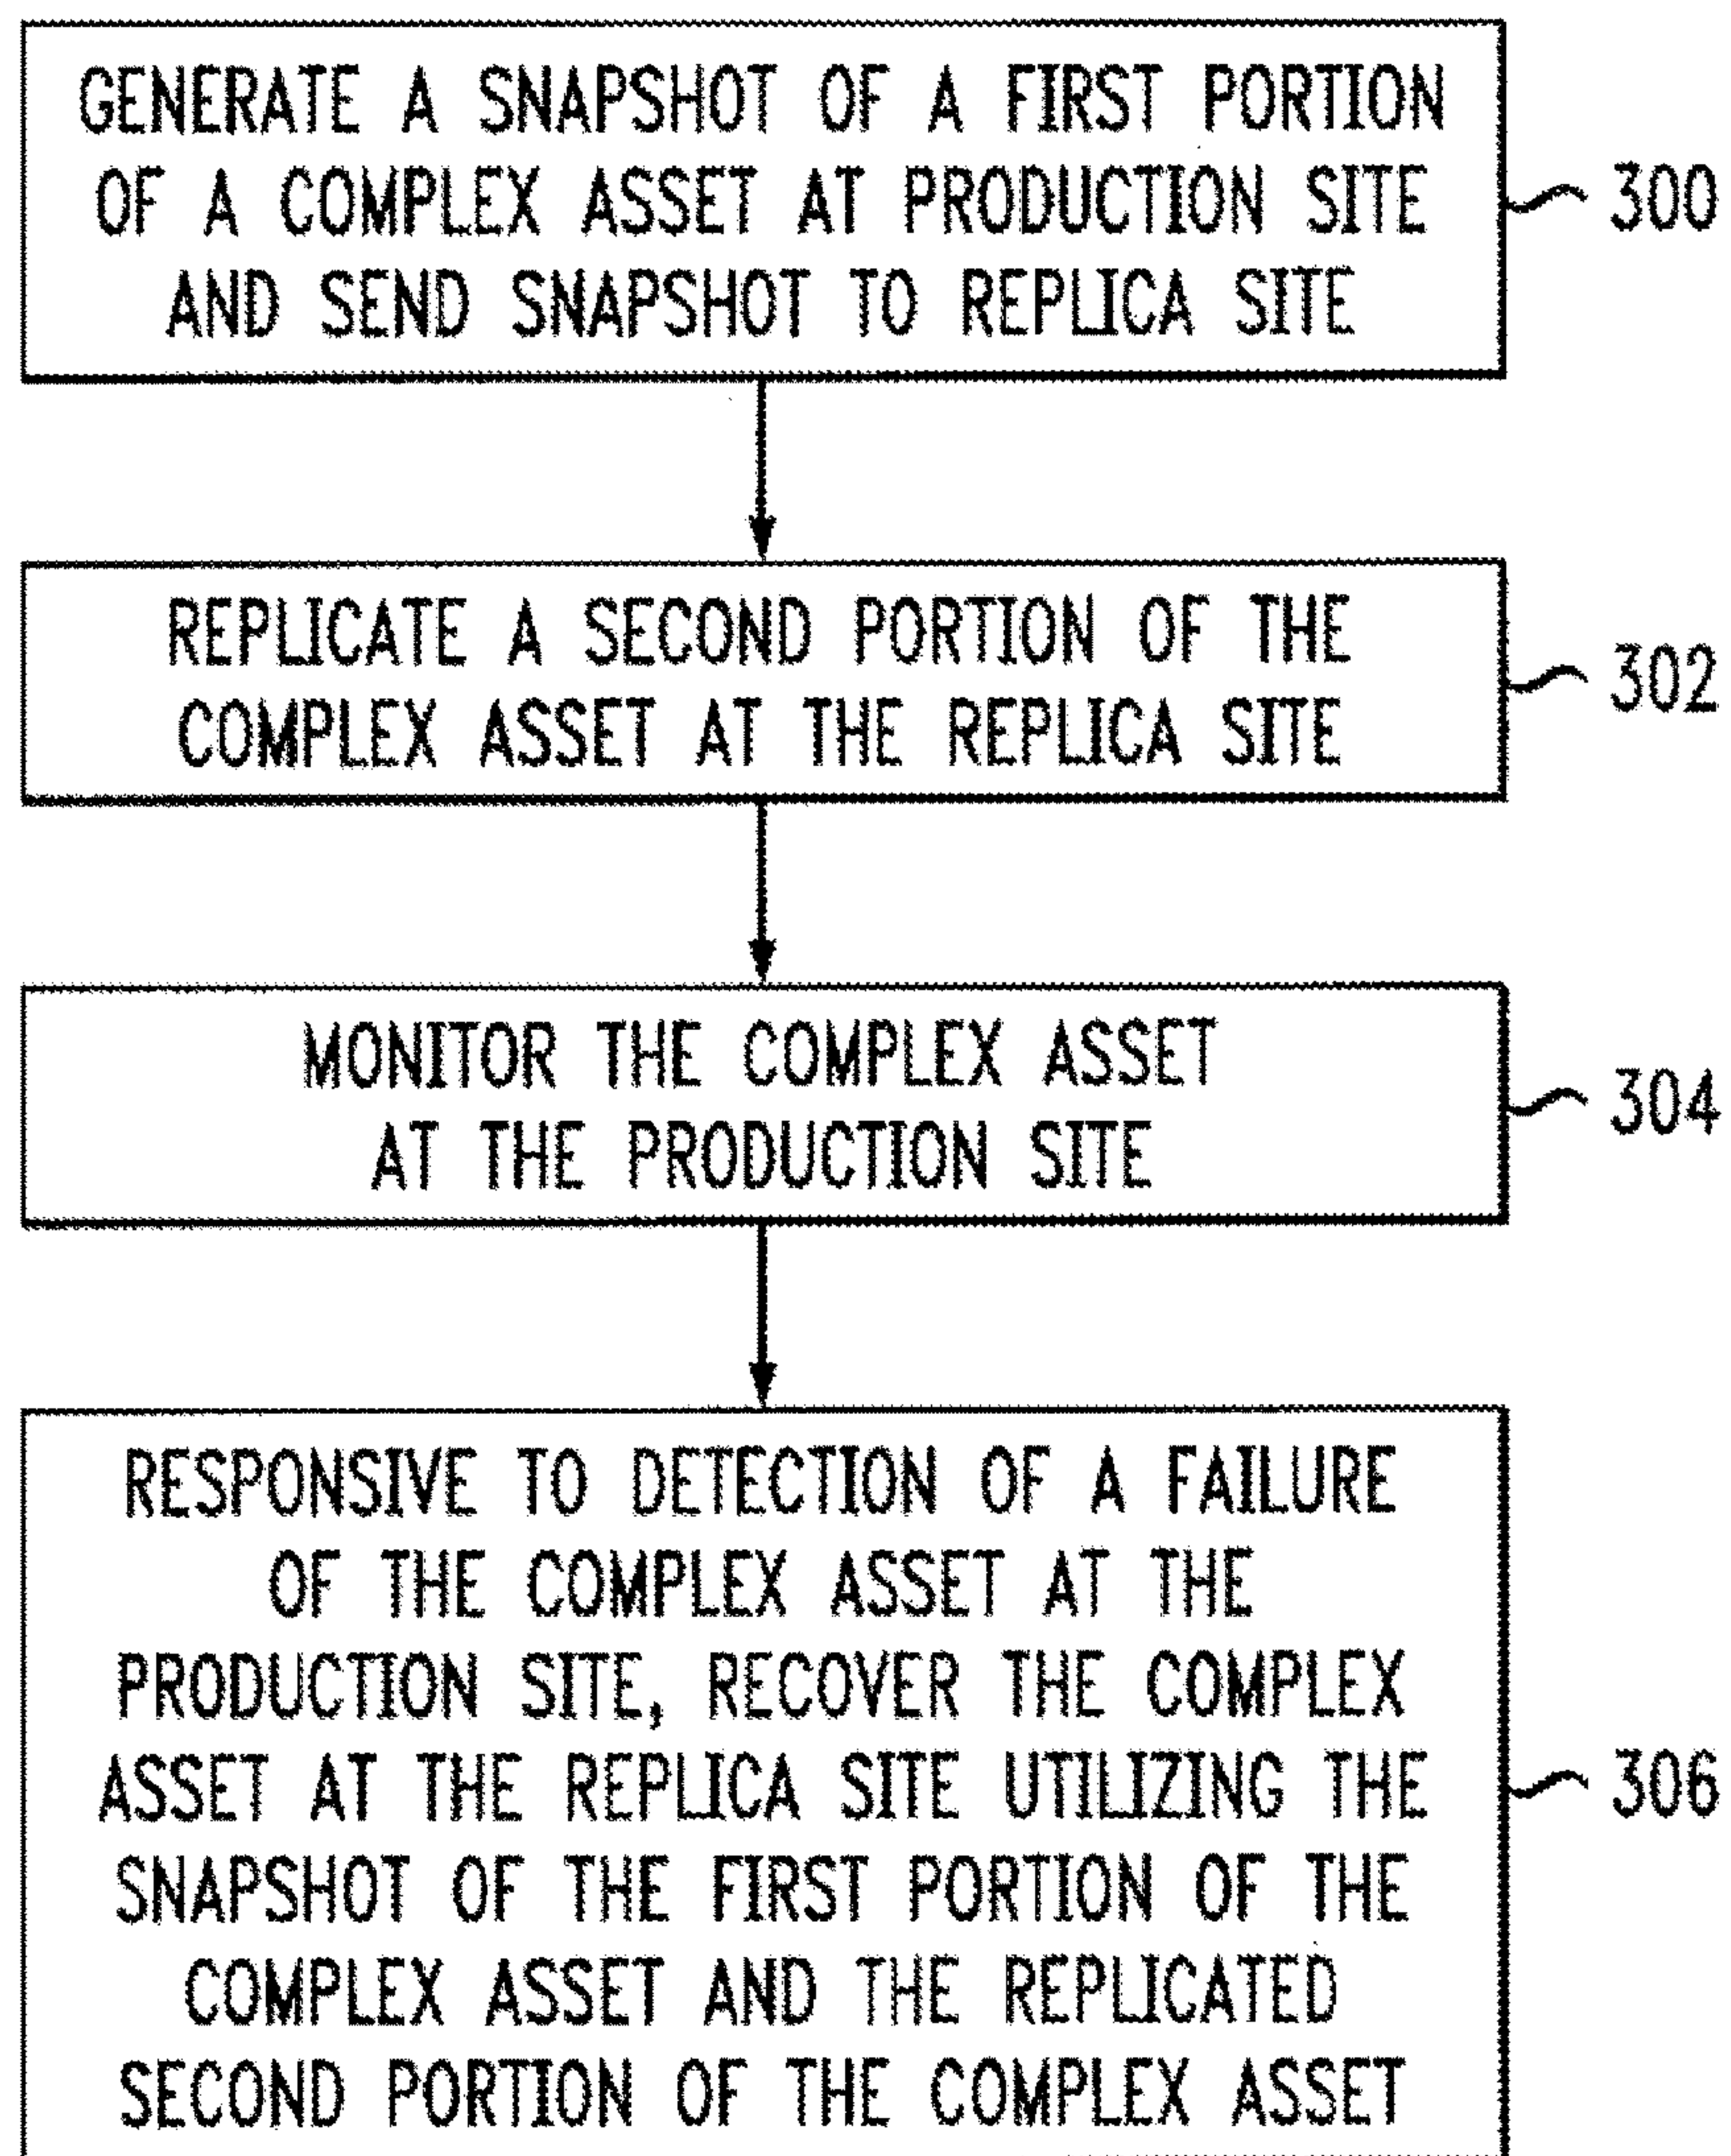 GENERATE A SNAPSHOT OF A FIRST PORTION
OF A COMPLEX ASSET AT PRODUCTION SITE
AND SEND SNAPSHOT TO REPLICA SITE
300
REPLICATE A SECOND PORTION OF THE
COMPLEX ASSET AT THE REPLICA SITE
302
MONITOR THE COMPLEX ASSET
AT THE PRODUCTION SITE
304
RESPONSIVE TO DETECTION OF A FAILURE
OF THE COMPLEX ASSET AT THE
PRODUCTION SITE, RECOVER THE COMPLEX
ASSET AT THE REPLICA SITE UTILIZING THE
SNAPSHOT OF THE FIRST PORTION OF THE
COMPLEX ASSET AND THE REPLICATED
SECOND PORTION OF THE COMPLEX ASSET
306